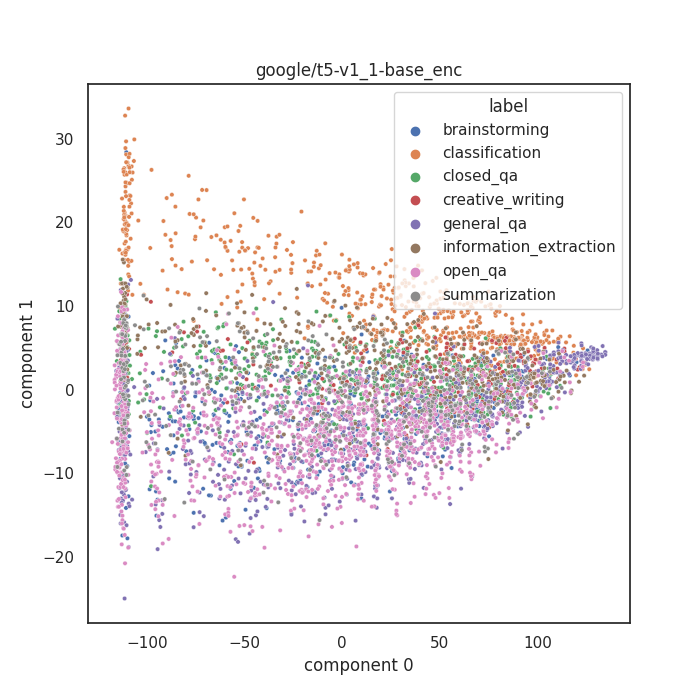 google/t5-v1_1-base_enc
label
brainstorming
classification
closed_qa
creative_writing
general_qa
information_extraction
open_qa
summarization
component 1
30
20
10
0
−10
−20
−100
−50
0
50
100
component 0